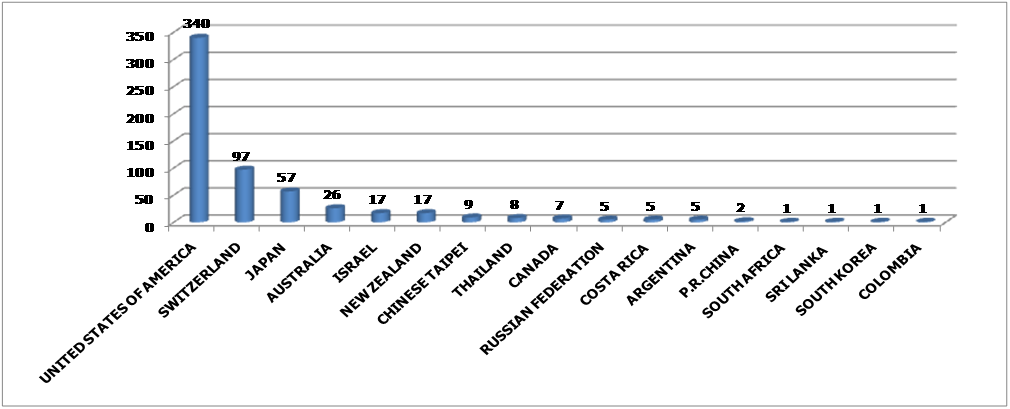 340
350
300
250
200
150
100
50
0
97
57
26
17
17
9
8
7
5
5
5
2
1
1
1
1
UNITED STATES OF AMERICA
SWITZERLAND
JAPAN
AUSTRALIA
ISRAEL
NEW ZEALAND
CHINESE TAIPEI
THAILAND
CANADA
RUSSIAN FEDERATION
COSTA RICA
ARGENTINA
P.R.CHINA
SOUTH AFRICA
SRI LANKA
SOUTH KOREA
COLOMBIA